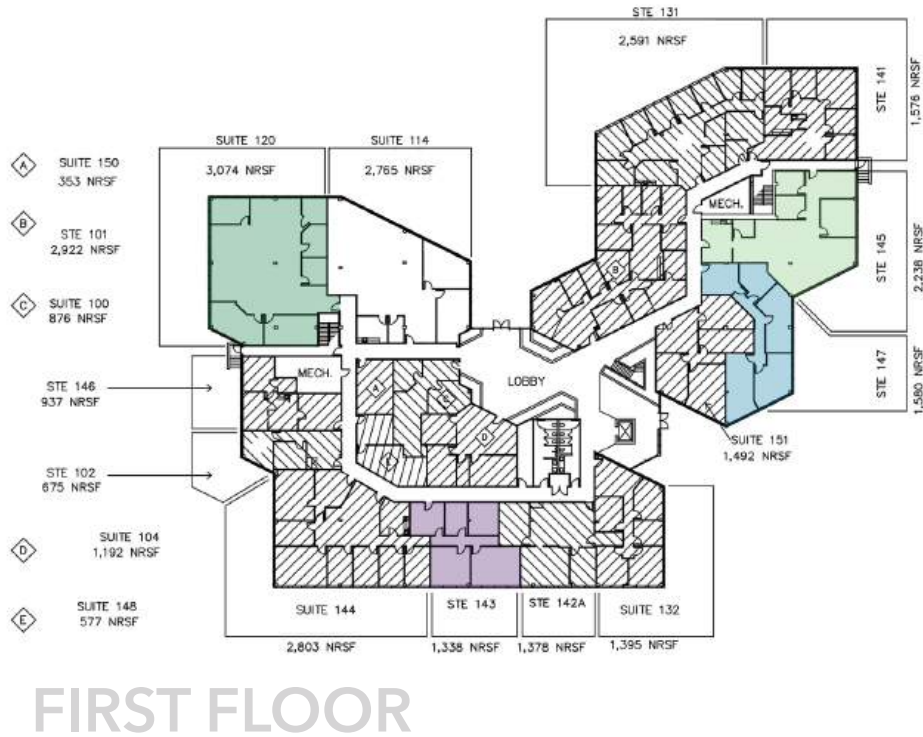 STE 131
2,591 NRSF
STE 141
1,576 NRSF
SUITE 120
3,074 NRSF
SUITE 114
2,765 NRSF
A
SUITE 150
353 NRSF
B
STE 101
2,922 NRSF
C
SUITE 100
876 NRSF
MECH.
STE 145
2,238 NRSF
B
STE 147
1,580 NRSF
MECH.
LOBBY
A
D
STE 146
937 NRSF
SUITE 151
1,492 NRSF
STE 102
675 NRSF
D
SUITE 104
1,192 NRSF
E
SUITE 148
577 NRSF
SUITE 144
2,803 NRSF
STE 143
1,338 NRSF
STE 142A
1,378 NRSF
SUITE 132
1,395 NRSF
FIRST FLOOR